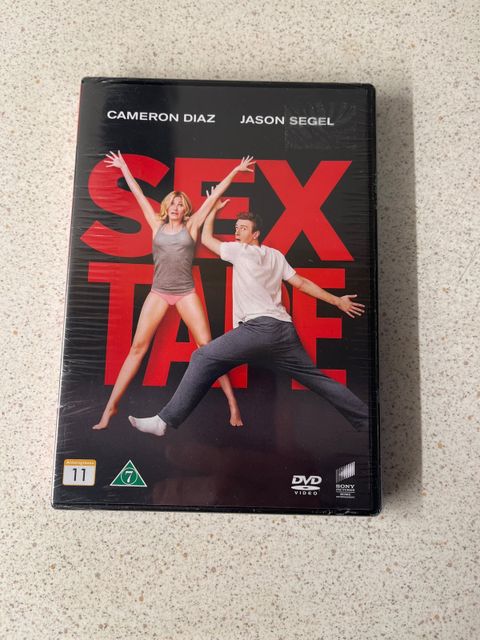 CAMERON DIAZ JASON SEGEL
SEX
TAPE
11
7
DVD
VIDEO
SONY